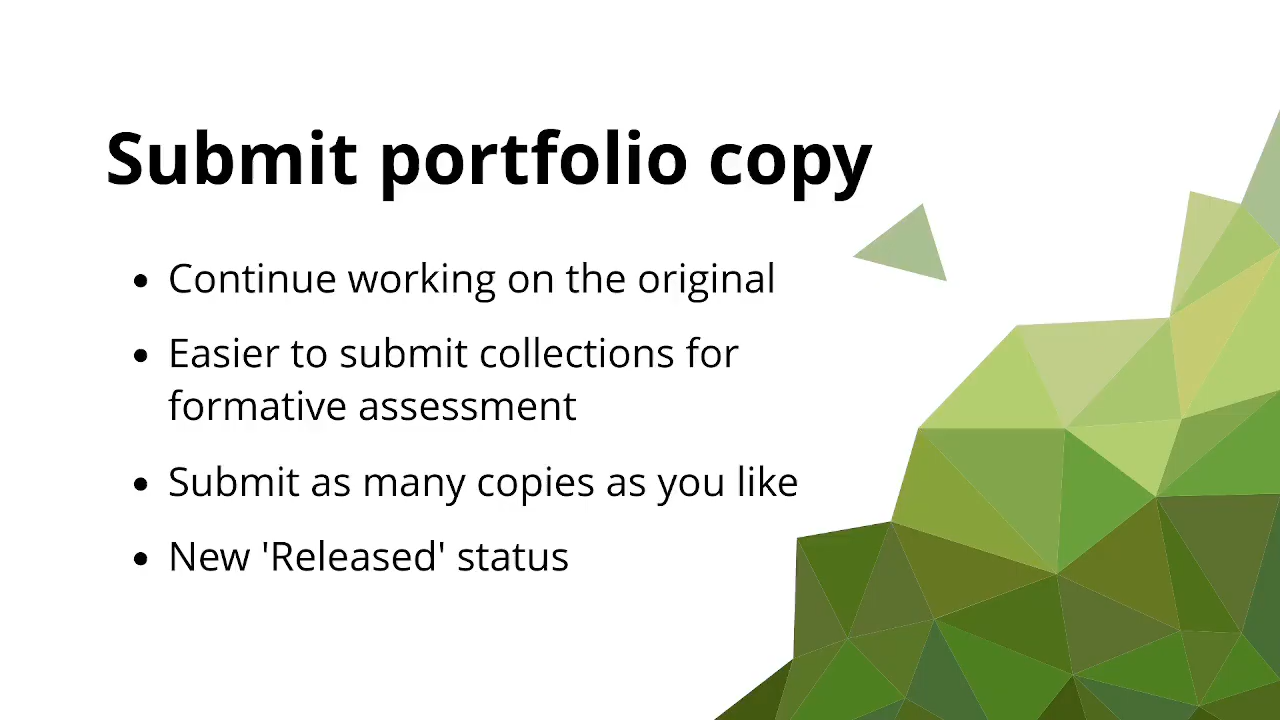 Submit portfolio copy
• Continue working on the original
• Easier to submit collections for
formative assessment
• Submit as many copies as you like
• New 'Released' status